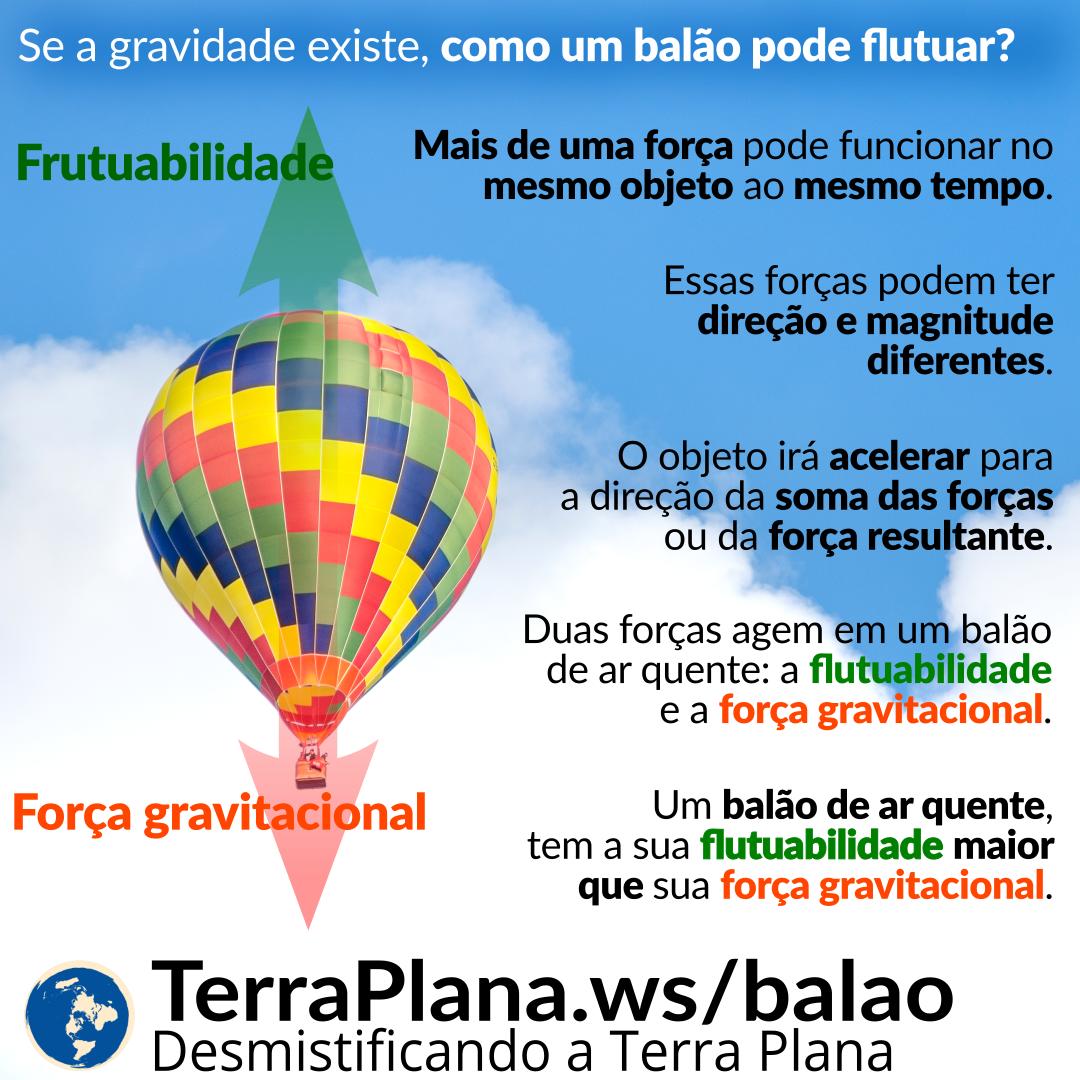 Se a gravidade existe, como um balão pode flutuar?
Frutuabilidade
Mais de uma força pode funcionar no
mesmo objeto ao mesmo tempo.
Essas forças podem ter
direção e magnitude
diferentes.
O objeto irá acelerar para
a direção da soma das forças
ou da força resultante.
Duas forças agem em um balão
de ar quente: a flutuabilidade
e a força gravitacional.
Força gravitacional
Um balão de ar quente,
tem a sua flutuabilidade maior
que sua força gravitacional.
TerraPlana.ws/balao
Desmistificando a Terra Plana